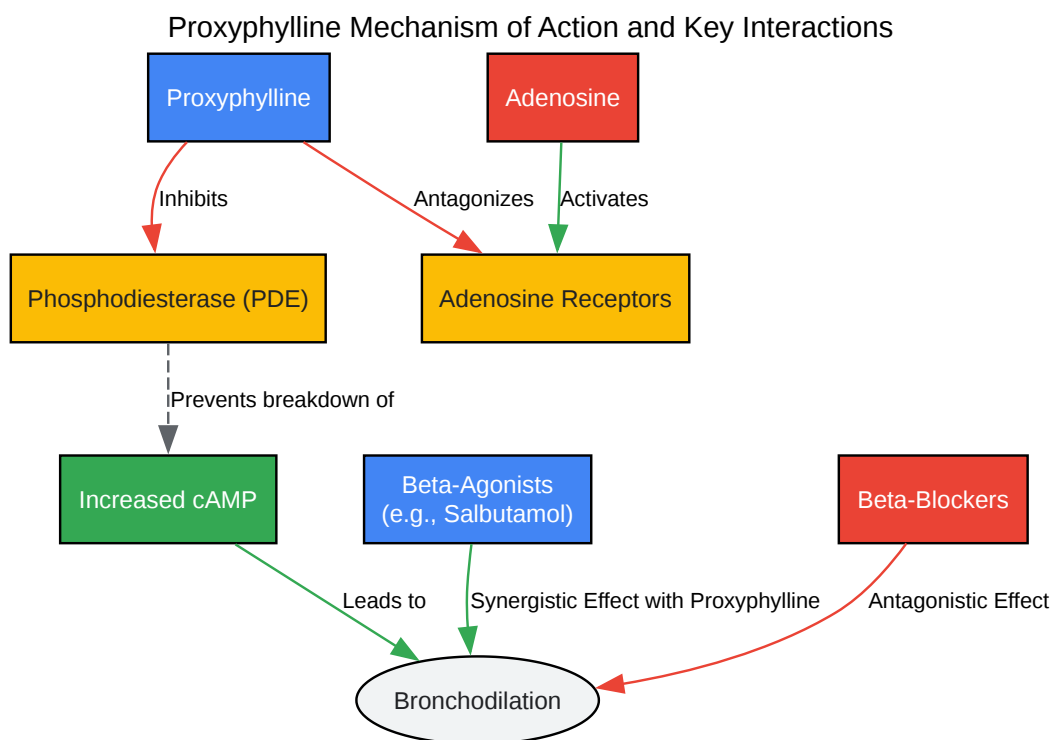 Proxyphylline Mechanism of Action and Key Interactions
Proxyphylline
Adenosine
Inhibits
Antagonizes
Activates
Phosphodiesterase (PDE)
Adenosine Receptors
Prevents breakdown of
Increased cAMP
Beta-Agonists
(e.g., Salbutamol)
Beta-Blockers
Leads to
Synergistic Effect with Proxyphylline
Antagonistic Effect
Bronchodilation